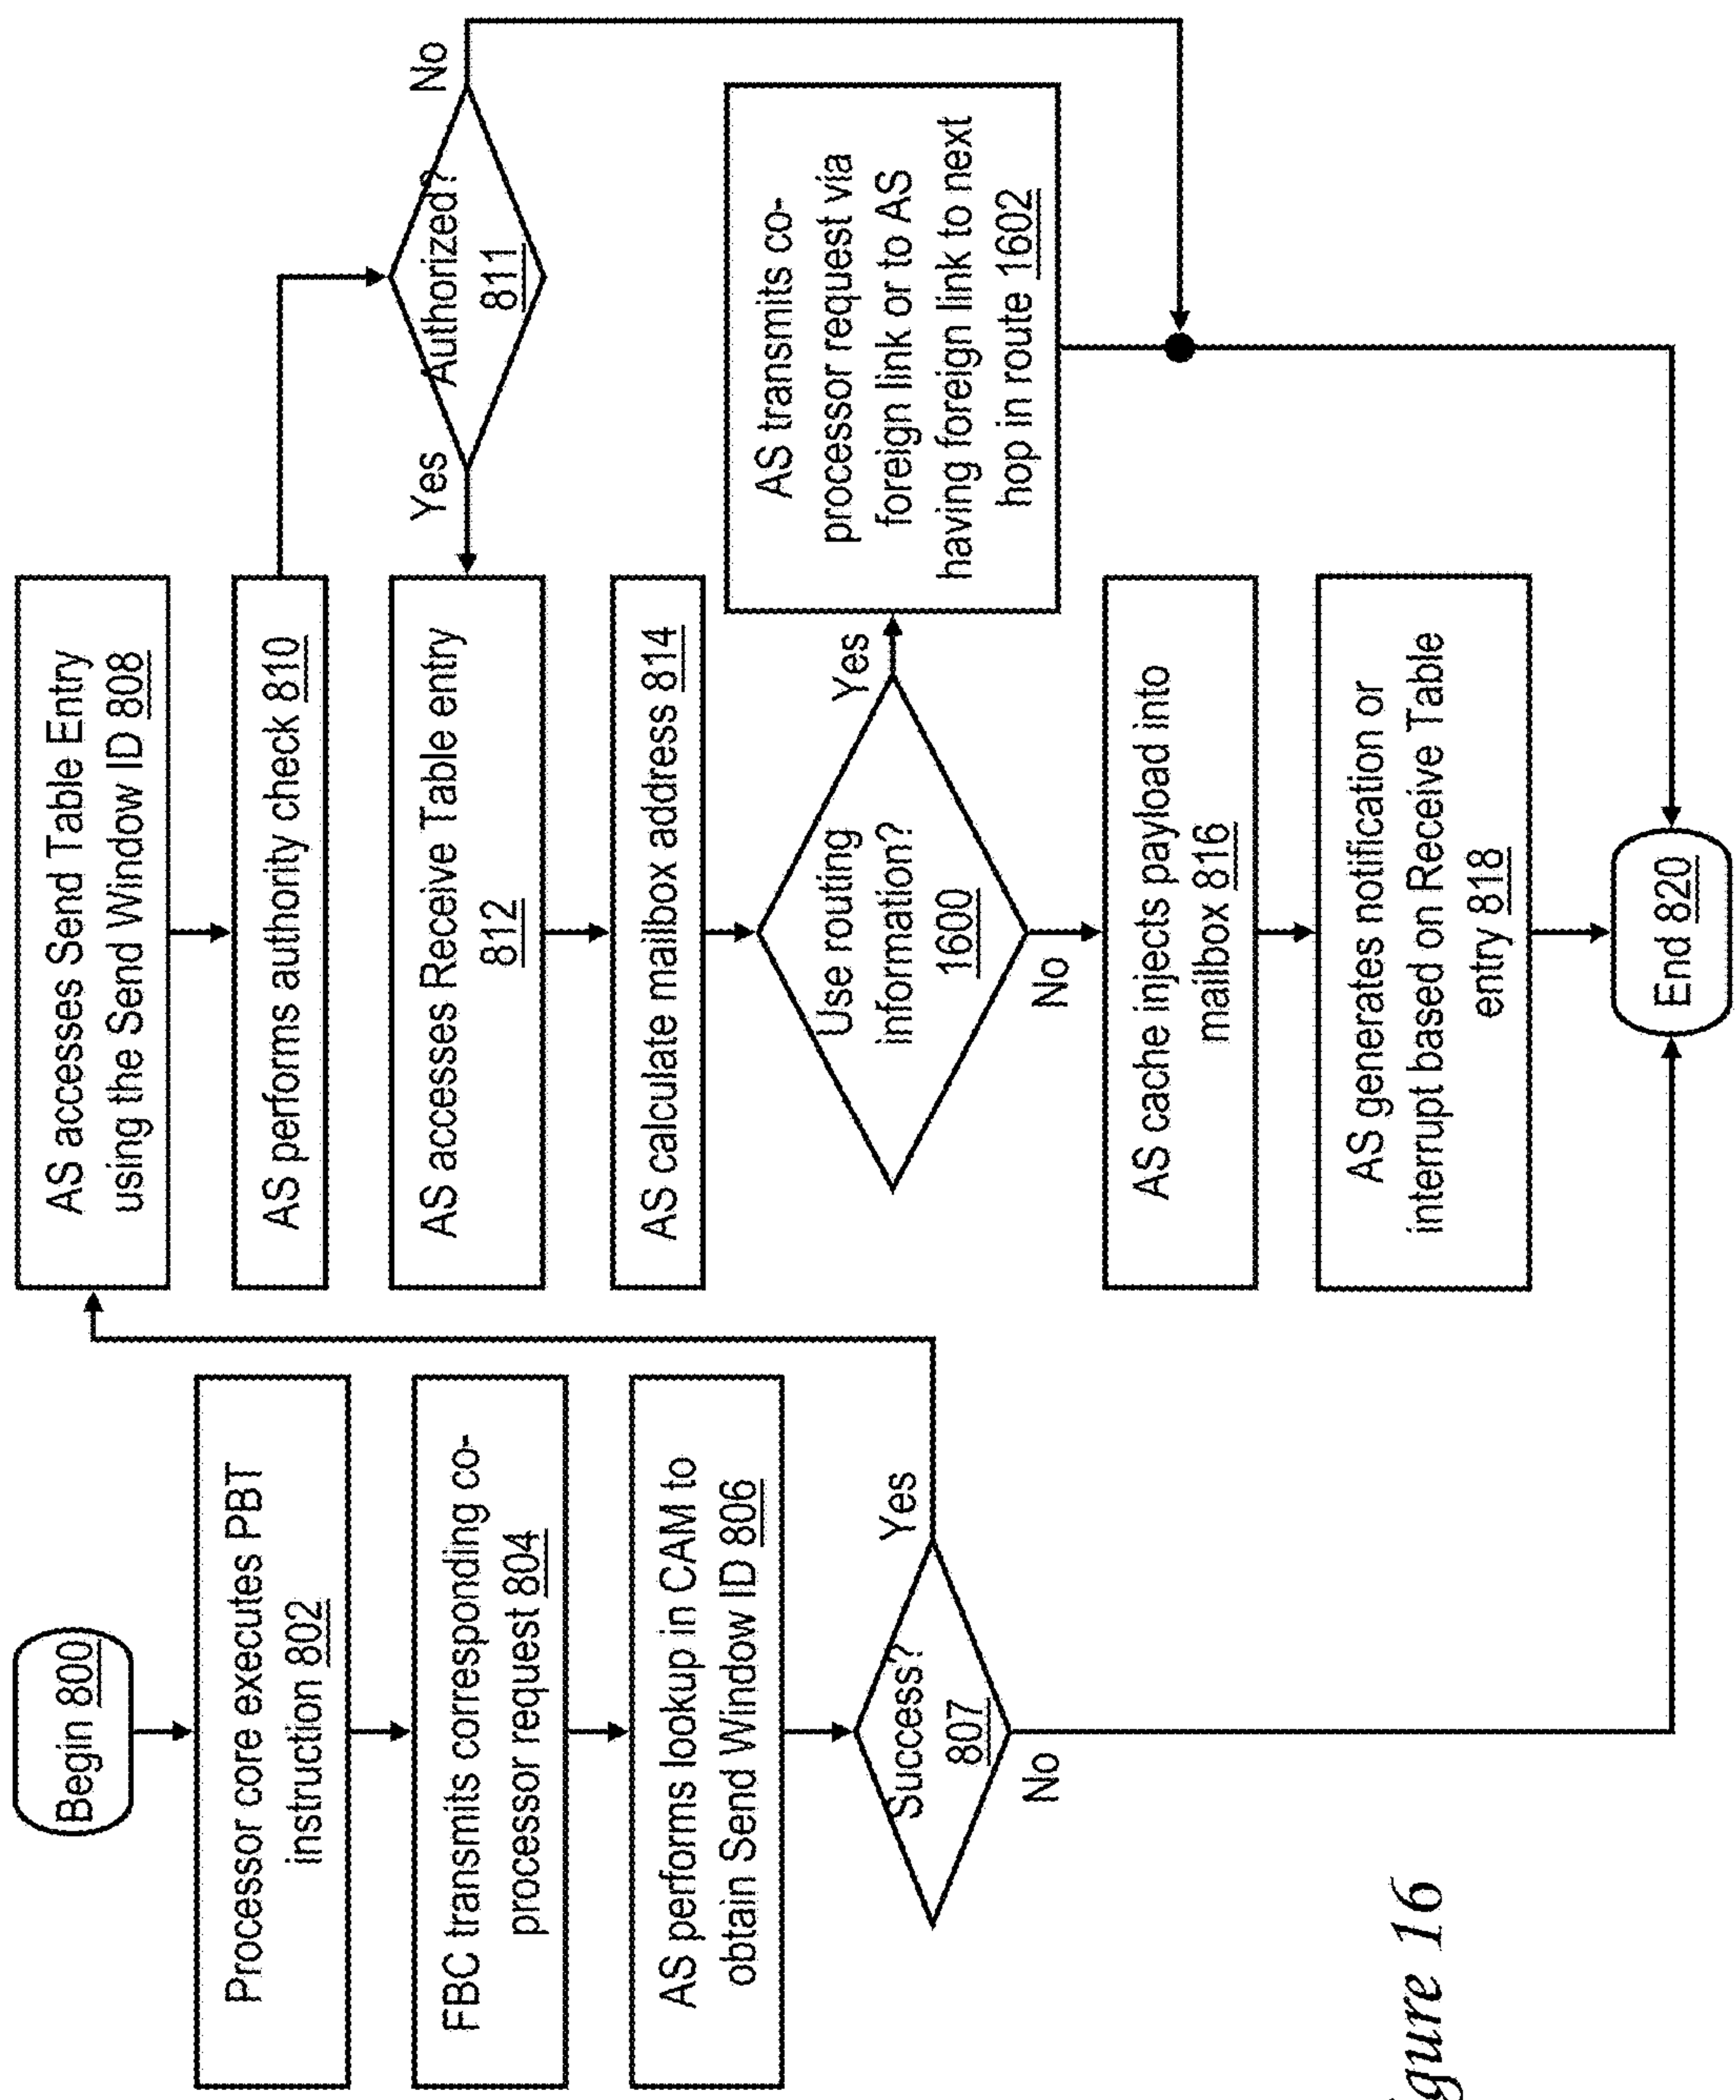 Begin 800
Processor core executes PBT
instruction 802
FBC transmits corresponding co-
processor request 804
AS performs lookup in CAM to
obtain Send Window ID 806
Success?
807
Yes
No
AS accesses Send Table Entry
using the Send Window ID 808
AS performs authority check 810
Authorized?
811
No
Yes
AS accesses Receive Table entry
812
AS calculate mailbox address 814
Use routing
information?
1600
Yes
No
AS transmits co-
processor request via
foreign link or to AS
having foreign link to next
hop in route 1602
AS cache injects payload into
mailbox 816
AS generates notification or
interrupt based on Receive Table
entry 818
End 820
igure 16